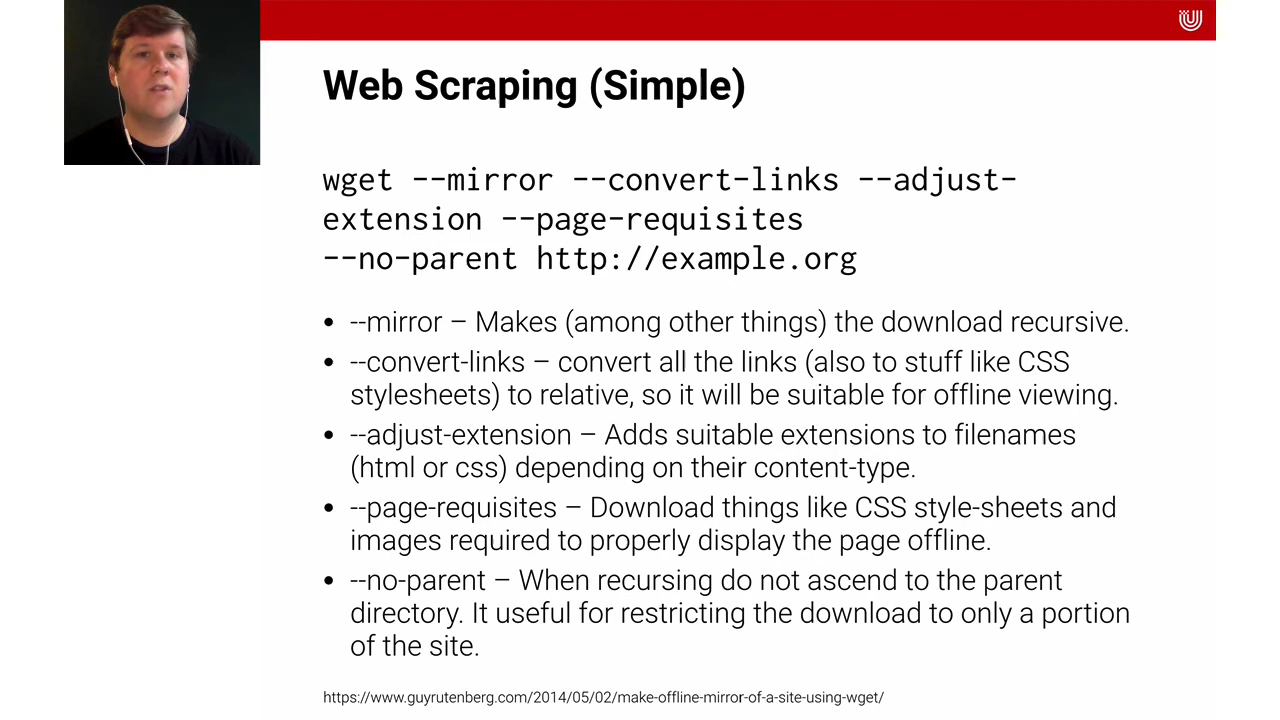 Web Scraping (Simple)
wget --mirror --convert-links --adjust-
extension --page-requisites
--no-parent http://example.org
• --mirror – Makes (among other things) the download recursive.
• --convert-links – convert all the links (also to stuff like CSS
stylesheets) to relative, so it will be suitable for offline viewing.
• --adjust-extension – Adds suitable extensions to filenames
(html or css) depending on their content-type.
• --page-requisites – Download things like CSS style-sheets and
images required to properly display the page offline.
• --no-parent – When recursing do not ascend to the parent
directory. It useful for restricting the download to only a portion
of the site.
https://www.guyrutenberg.com/2014/05/02/make-offline-mirror-of-a-site-using-wget/